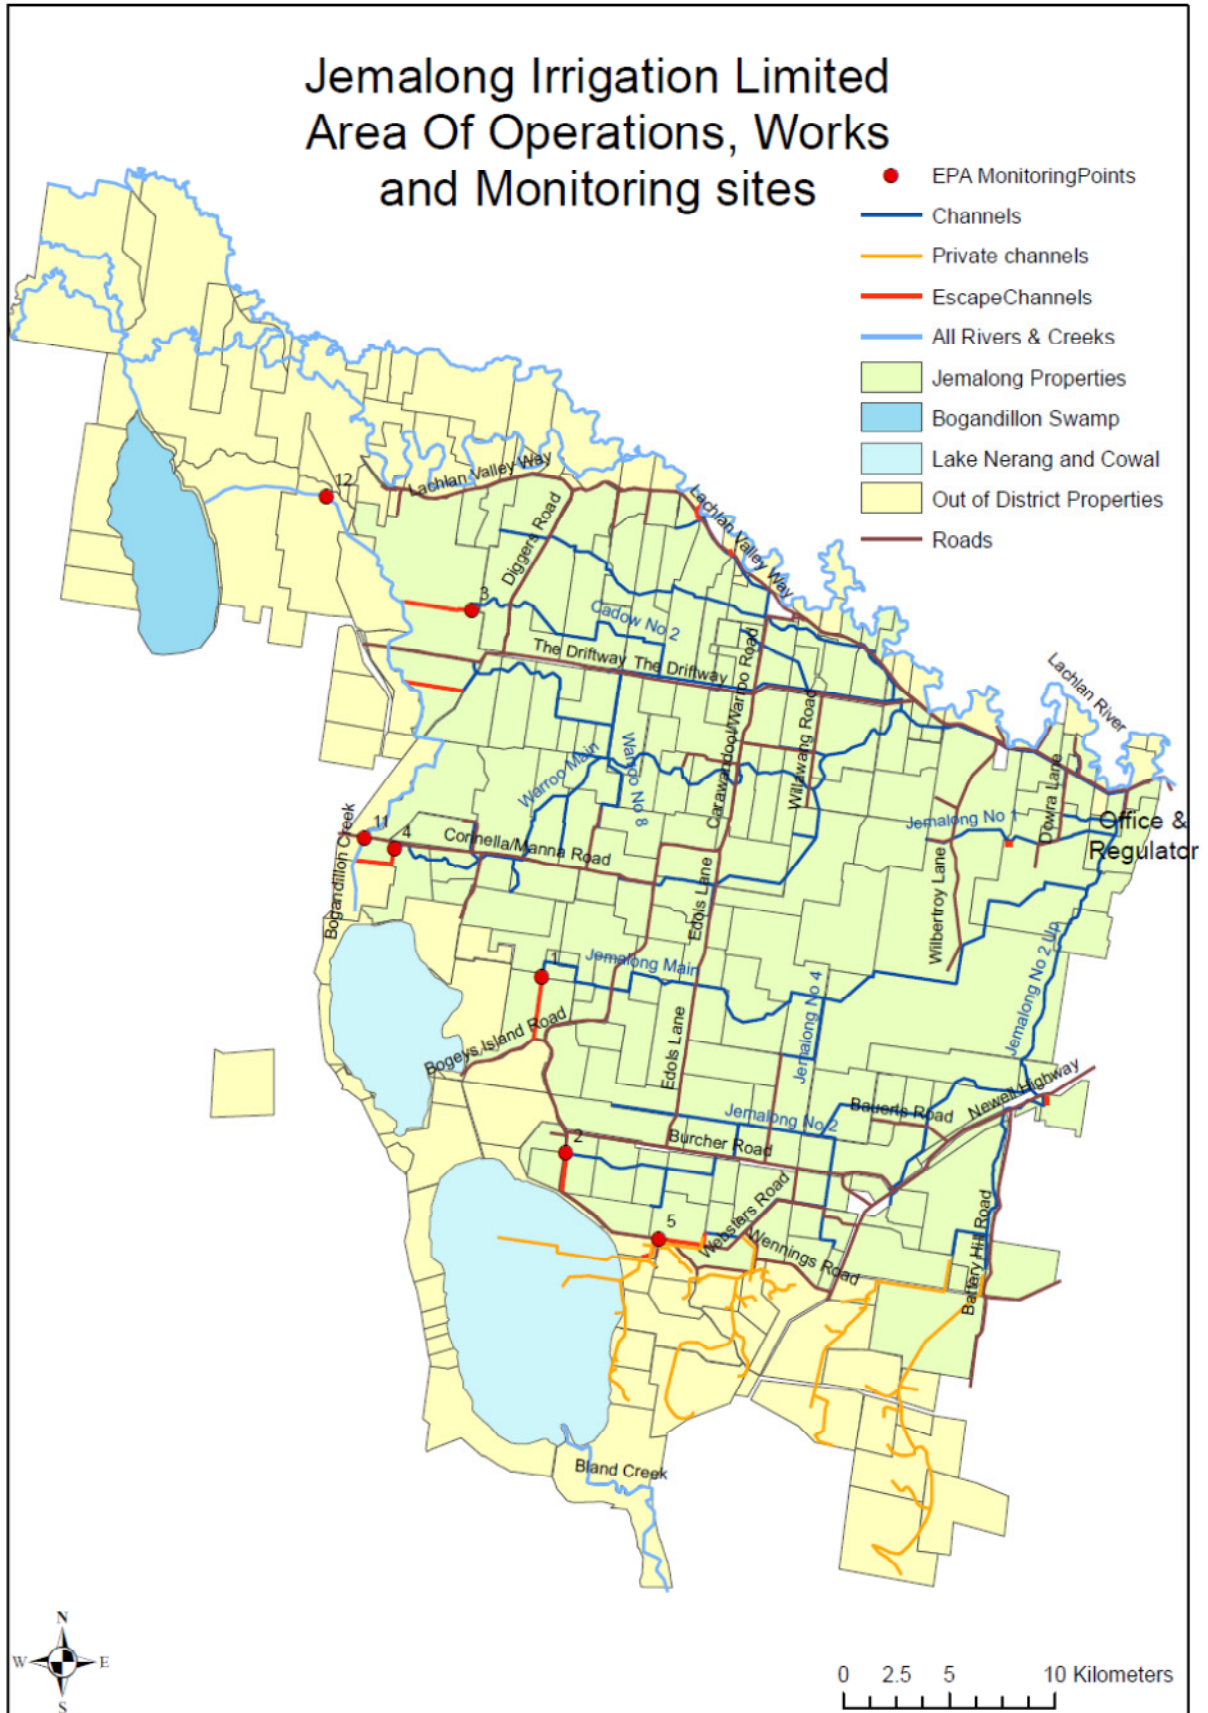 Jemalong Irrigation Limited
Area Of Operations, Works
and Monitoring sites
EPA MonitoringPoints
Channels
Private channels
EscapeChannels
All Rivers & Creeks
Jemalong Properties
Bogandillon Swamp
Lake Nerang and Cowal
Out of District Properties
Roads
12
Lachlan Valley Way
Lachlan Valley Way
Diggers Road
3
Cadow No 2
The Driftway
The Driftway
Carawandool/Warroo Road
Willawang Road
Lachlan River
Warroo Main
Warroo No 8
Dowra Lane
Jemalong No 1
Office &
Regulator
11
4
Corinella/Manna Road
Bogandillon Creek
Edols Lane
Wilbertroy Lane
1
Jemalong Main
Jemalong No 2 Up
Jemalong No 4
Bogeys Island Road
Edols Lane
Newell Highway
Bauerls Road
Jemalong No 2
Burcher Road
2
5
Websters Road
Wennings Road
Battery Hill Road
Bland Creek
N
W
E
S
0 2.5 5 10 Kilometers